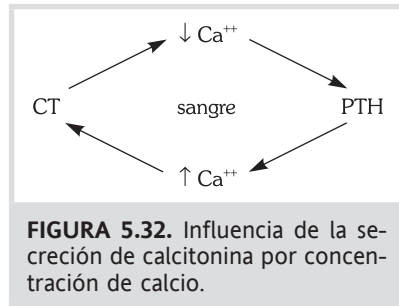 ↓ Ca⁺⁺
CT sangre PTH
↑ Ca⁺⁺
FIGURA 5.32. Influencia de la se-
creción de calcitonina por concen-
tración de calcio.